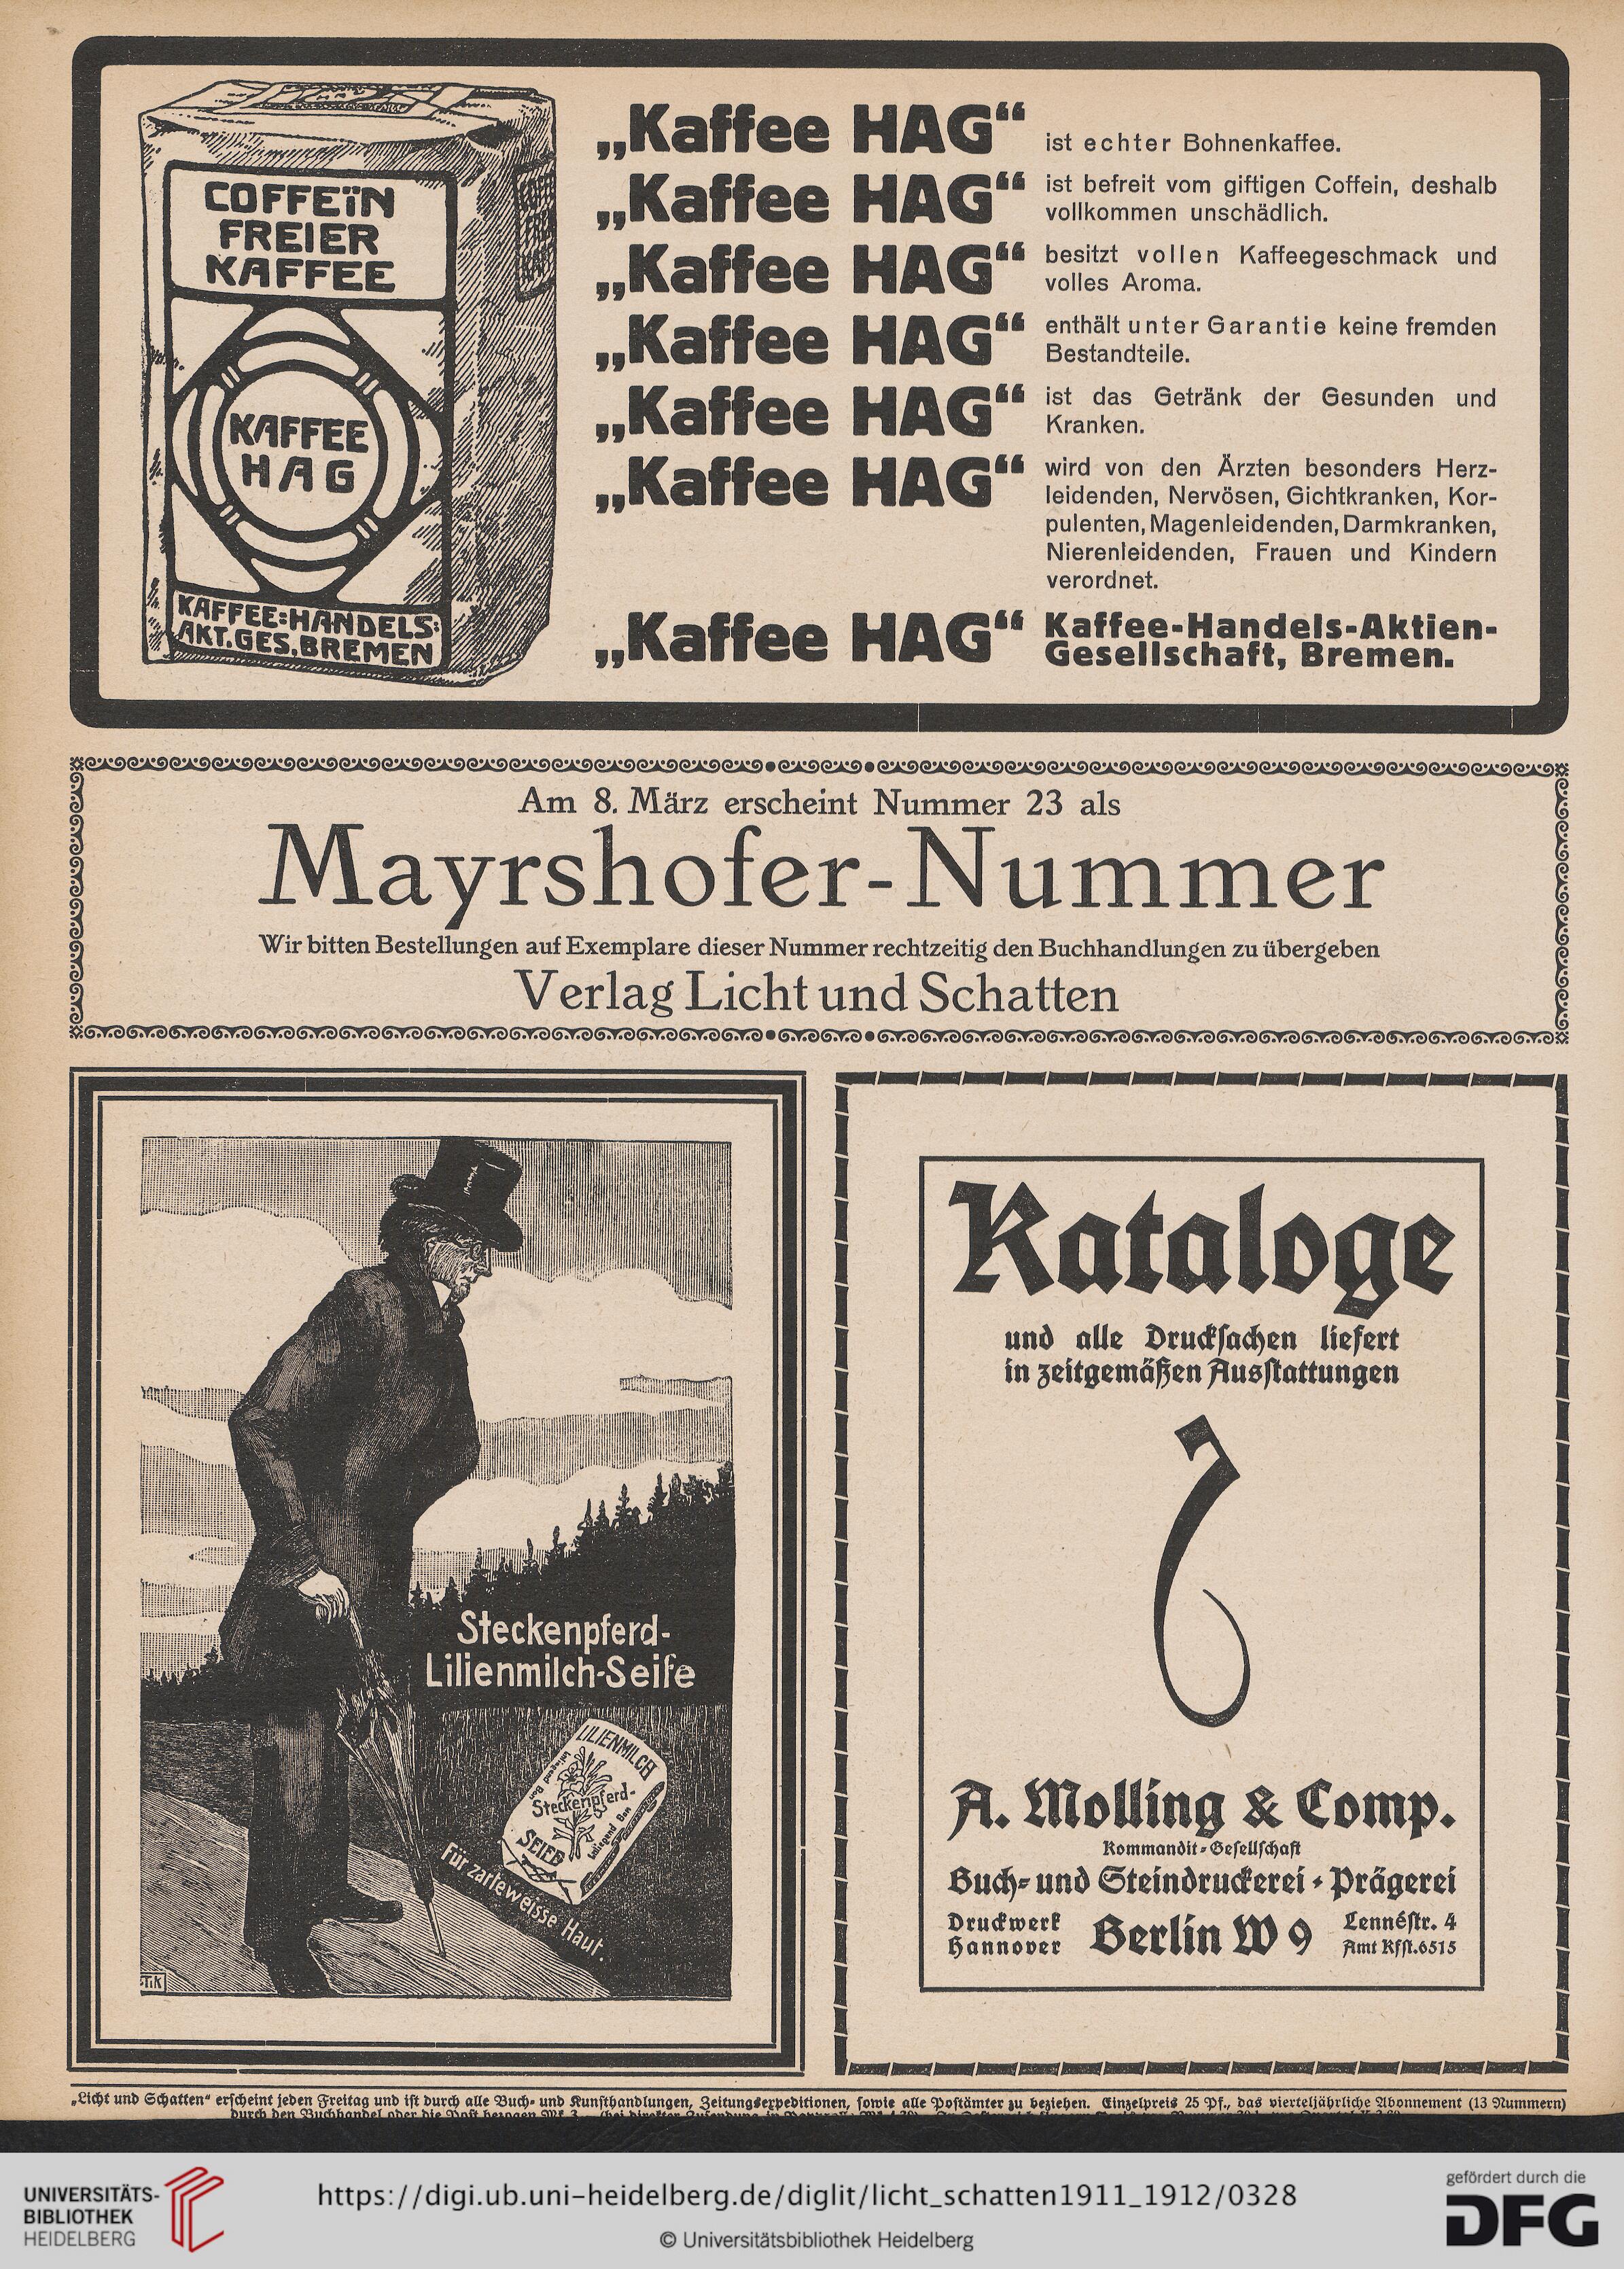 COFFEïN
FREIER
KAFFEE
KAFFEE
HAG
KAFFEE=HANDELS=
AKT.GES.BREMEN
„Kaffee HAG“ ist echter Bohnenkaffee.
„Kaffee HAG“ ist befreit vom giftigen Coffein, deshalb
vollkommen unschädlich.
„Kaffee HAG“ besitzt vollen Kaffeegeschmack und
volles Aroma.
„Kaffee HAG“ enthält unter Garantie keine fremden
Bestandteile.
„Kaffee HAG“ ist das Getränk der Gesunden und
Kranken.
„Kaffee HAG“ wird von den Ärzten besonders Herz-
leidenden, Nervösen, Gichtkranken, Kor-
pulenten, Magenleidenden, Darmkranken,
Nierenleidenden, Frauen und Kindern
verordnet.
„Kaffee HAG“ Kaffee-Handels-Aktien-
Gesellschaft, Bremen.
Am 8. März erscheint Nummer 23 als
Mayrshofer-Nummer
Wir bitten Bestellungen auf Exemplare dieser Nummer rechtzeitig den Buchhandlungen zu übergeben
Verlag Licht und Schatten
Steckenpferd-
Lilienmilch-Seife
LILIENMILCH
Steckenpferd-
SEIFE
Für zarte weisse Haut.
Kataloge
und alle Druckſachen liefert
in zeitgemäßen Ausſtattungen
A. Molling & Comp.
Kommandit-Geſellſchaft
Buch- und Steindruckerei · Prägerei
Druckwerk
Hannover
Berlin W 9
Lennéſtr. 4
Amt Kfſt. 6515
„Licht und Schatten“ erſcheint jeden Freitag und iſt durch alle Buch- und Kunſthandlungen, Zeitungsexpeditionen, ſowie alle Poſtämter zu beziehen. Einzelpreis 25 Pf., das vierteljährliche Abonnement (13 Nummern)
durch den Buchhandel oder die Poſt bezogen Mk 3.
UNIVERSITÄTS-
BIBLIOTHEK
HEIDELBERG
https://digi.ub.uni-heidelberg.de/diglit/licht_schatten1911_1912/0328
© Universitätsbibliothek Heidelberg
gefördert durch die
DFG